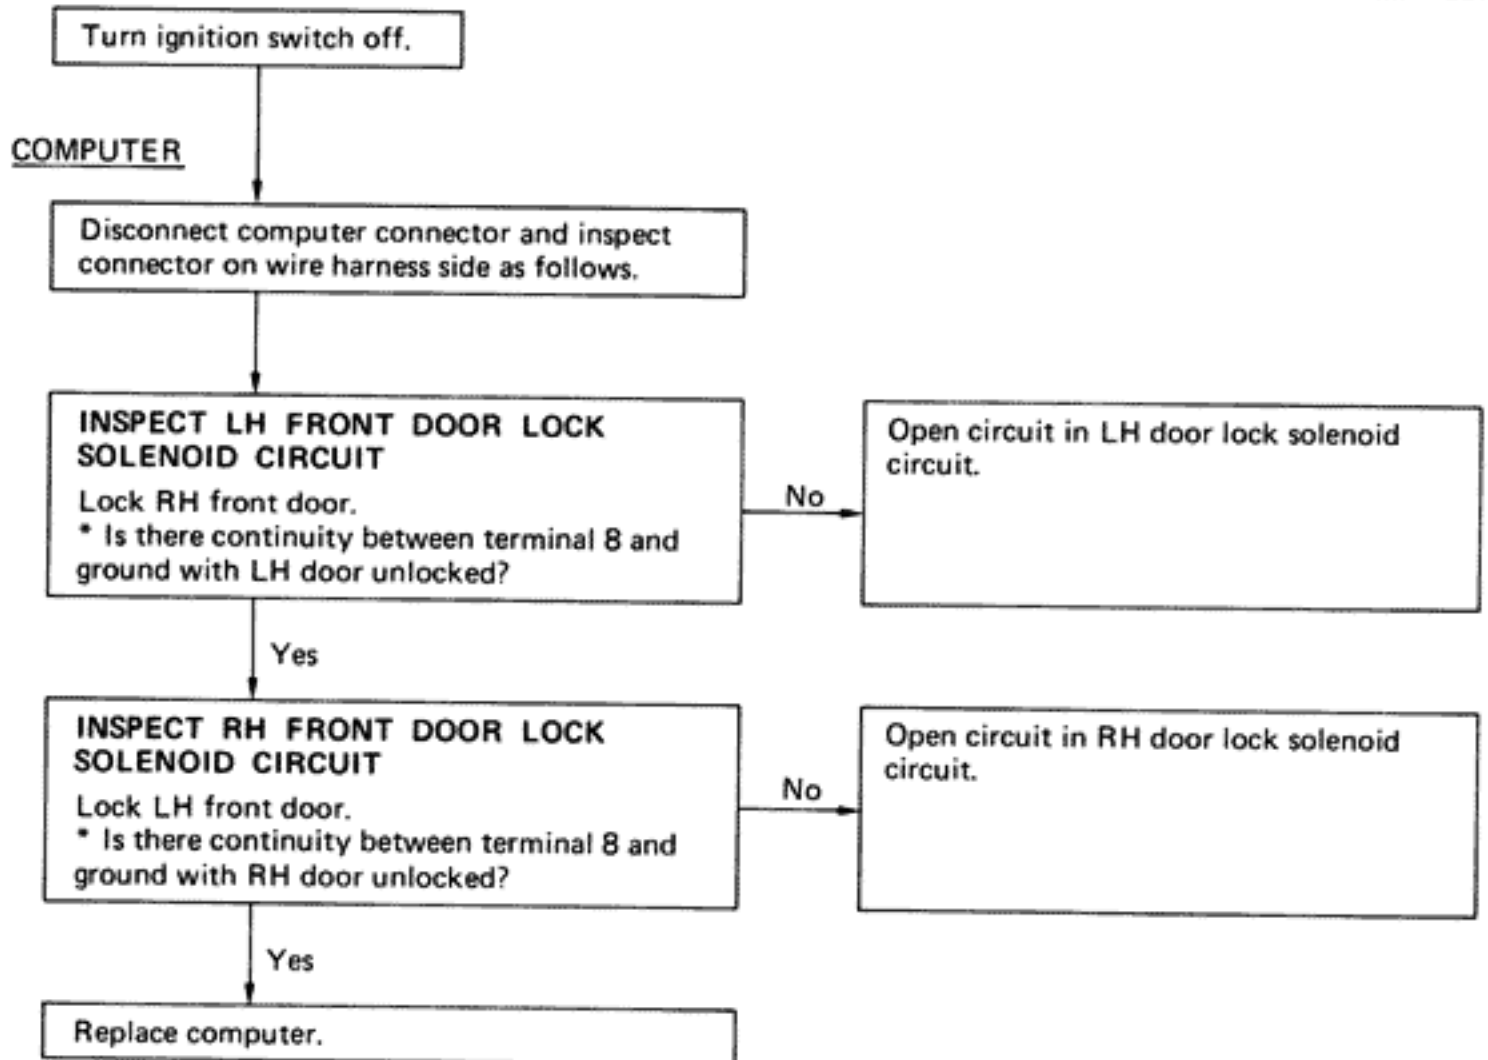 Turn ignition switch off.
COMPUTER
Disconnect computer connector and inspect
connector on wire harness side as follows.
INSPECT LH FRONT DOOR LOCK
SOLENOID CIRCUIT
Lock RH front door.
* Is there continuity between terminal 8 and
ground with LH door unlocked?
No
Open circuit in LH door lock solenoid
circuit.
Yes
INSPECT RH FRONT DOOR LOCK
SOLENOID CIRCUIT
Lock LH front door.
* Is there continuity between terminal 8 and
ground with RH door unlocked?
No
Open circuit in RH door lock solenoid
circuit.
Yes
Replace computer.